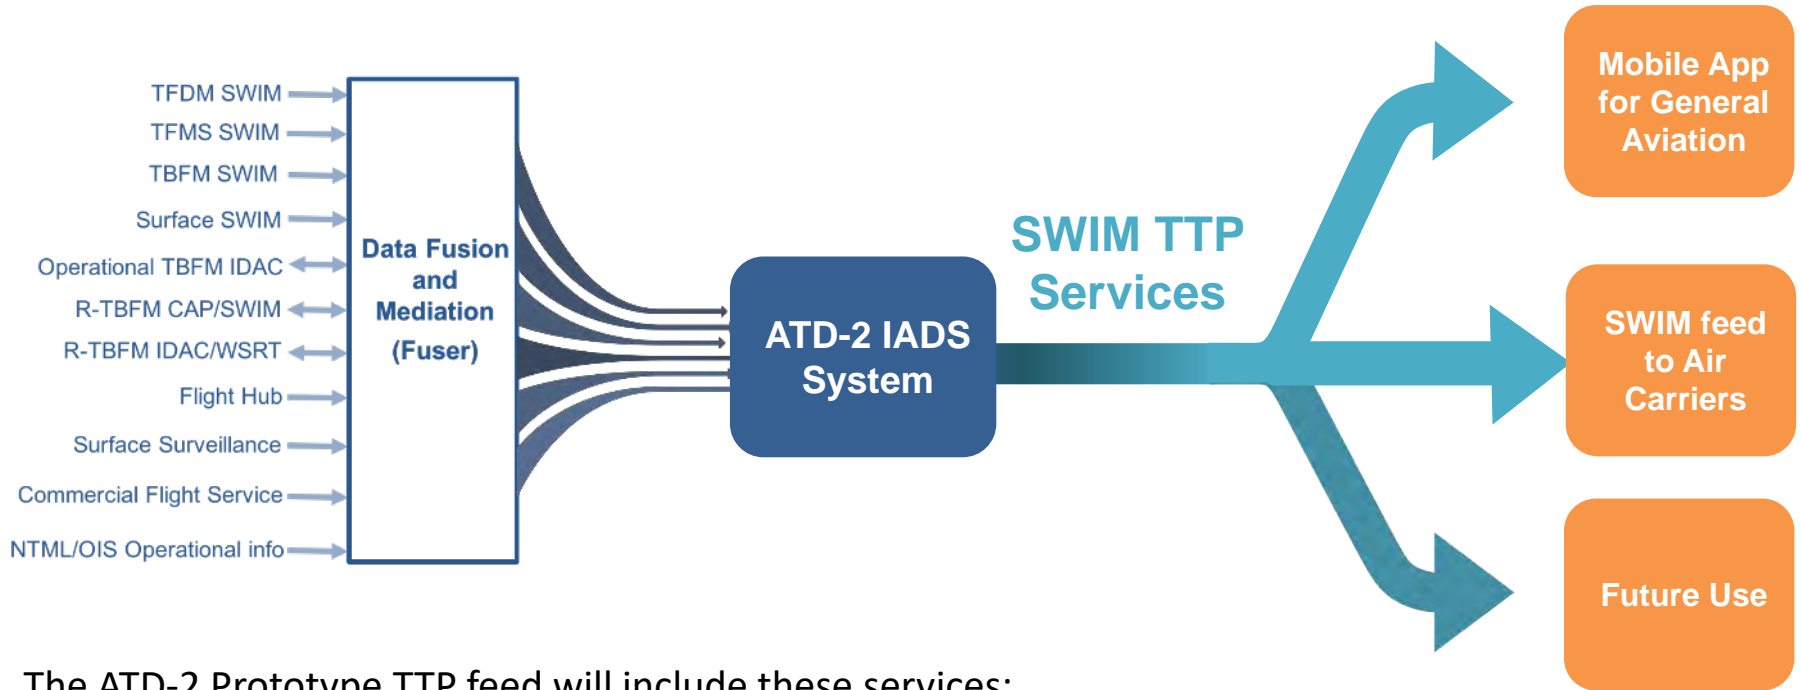 TFDM SWIM
TFMS SWIM
TBFM SWIM
Surface SWIM
Operational TBFM IDAC
R-TBFM CAP/SWIM
R-TBFM IDAC/WSRT
Flight Hub
Surface Surveillance
Commercial Flight Service
NTML/OIS Operational info
Data Fusion
and
Mediation
(Fuser)
ATD-2 IADS
System
SWIM TTP
Services
Mobile App
for General
Aviation
SWIM feed
to Air
Carriers
Future Use
The ATD-2 Prototype TTP feed will include these services: